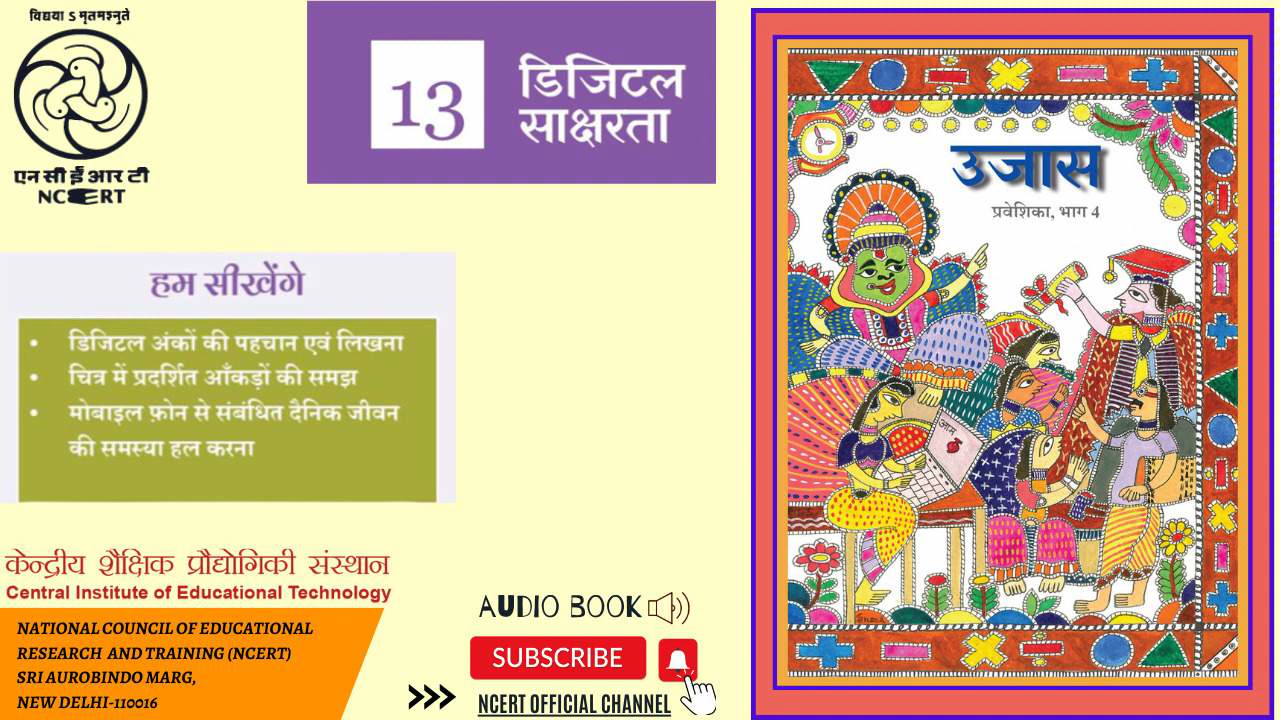 विद्यया ऽ मृतमश्नुते
एन सी ई आर टी
NCERT
13
डिजिटल
साक्षरता
हम सीखेंगे
• डिजिटल अंकों की पहचान एवं लिखना
• चित्र में प्रदर्शित आँकड़ों की समझ
• मोबाइल फ़ोन से संबंधित दैनिक जीवन
की समस्या हल करना
केन्द्रीय शैक्षिक प्रौद्योगिकी संस्थान
Central Institute of Educational Technology
NATIONAL COUNCIL OF EDUCATIONAL
RESEARCH AND TRAINING (NCERT)
SRI AUROBINDO MARG,
NEW DELHI-110016
AUDIO BOOK
SUBSCRIBE
>>> NCERT OFFICIAL CHANNEL
उजास
प्रवेशिका, भाग 4
आम